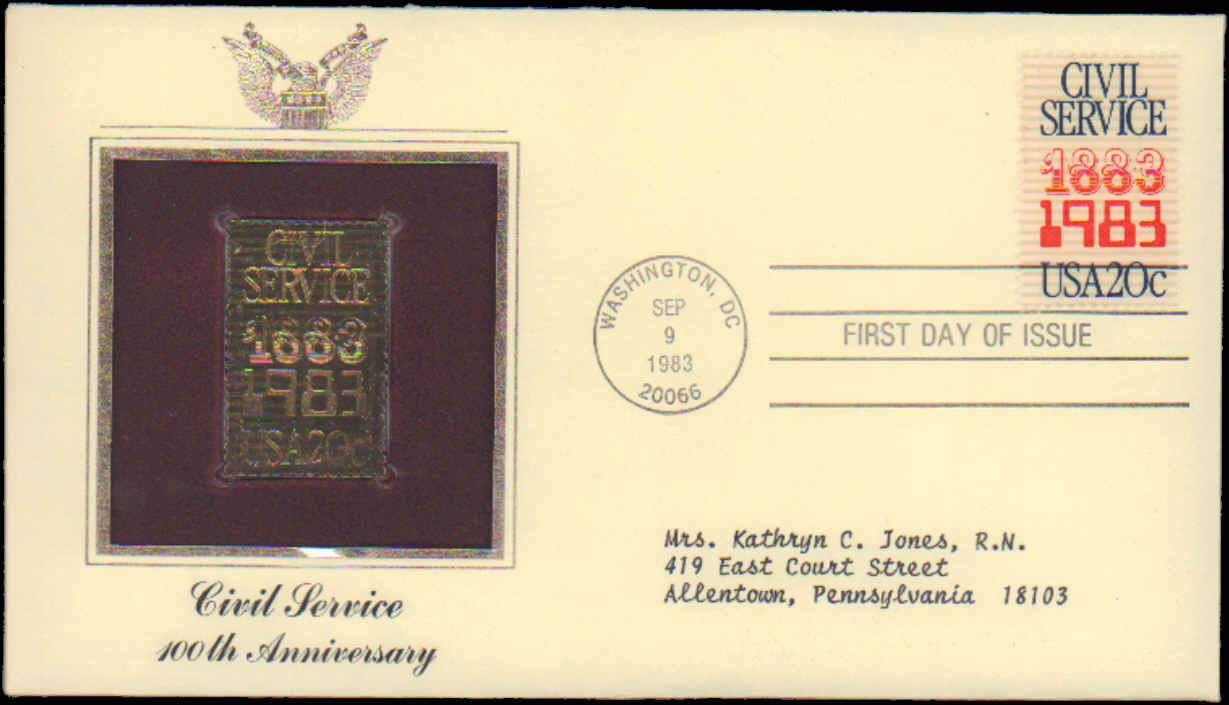 CIVIL
SERVICE
1883
1983
USA20c
Civil Service
100th Anniversary
CIVIL
SERVICE
1883
1983
USA20c
WASHINGTON, DC
SEP
9
1983
20066
FIRST DAY OF ISSUE
Mrs. Kathryn C. Jones, R.N.
419 East Court Street
Allentown, Pennsylvania 18103